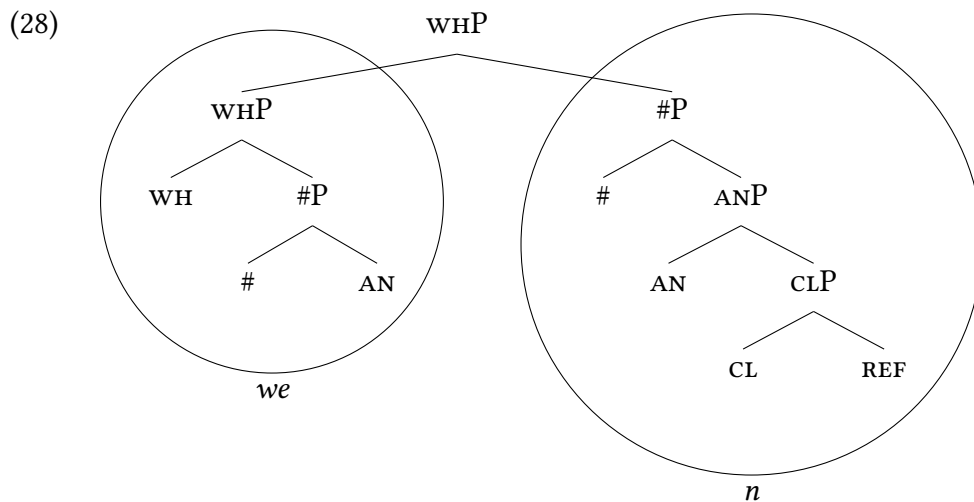 (28)
WHP
WHP #P
WH #P # ANP
# AN AN CLP
CL REF
we
n